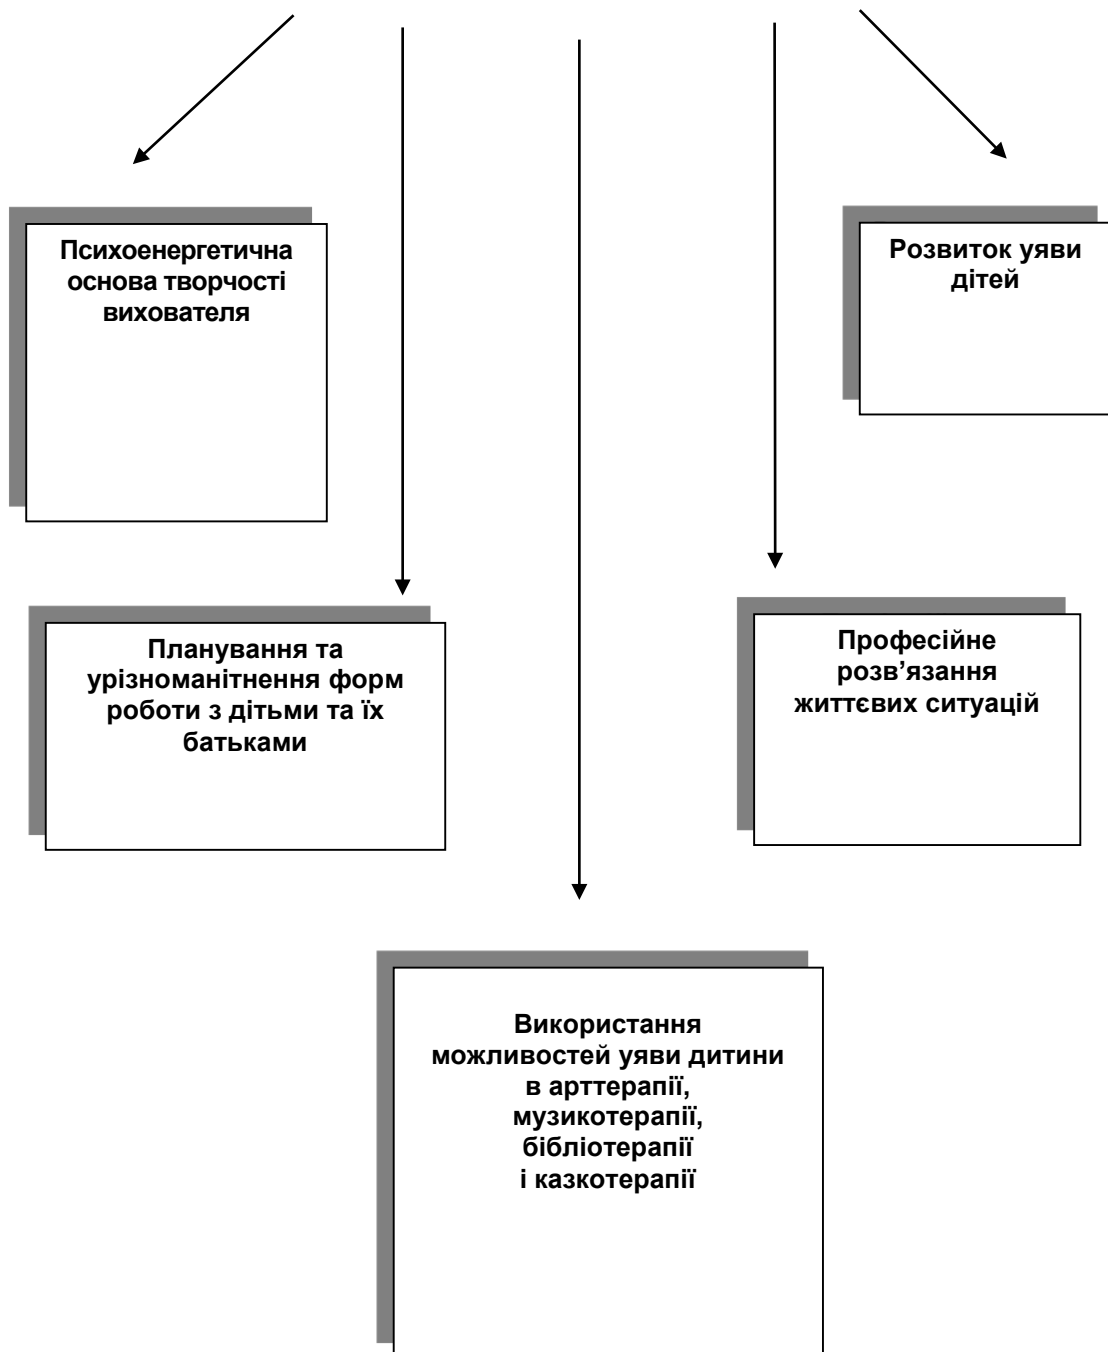 Психоенергетична
основа творчості
вихователя
Розвиток уяви
дітей
Планування та
урізноманітнення форм
роботи з дітьми та їх
батьками
Професійне
розв’язання
життєвих ситуацій
Використання
можливостей уяви дитини
в арттерапії,
музикотерапії,
бібліотерапії
і казкотерапії